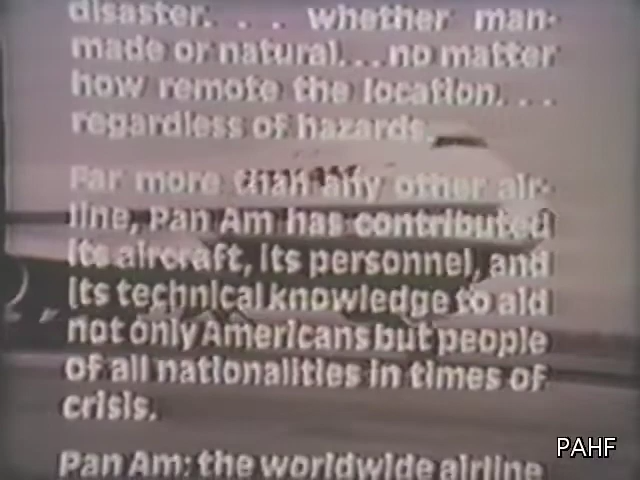 disaster. . . whether man-
made or natural...no matter
how remote the location. . .
regardless of hazards.
Far more than any other air-
line, Pan Am has contributed
its aircraft, its personnel, and
its technical knowledge to aid
not only Americans but people
of all nationalities in times of
crisis.
Pan Am: the worldwide airline
PAHF